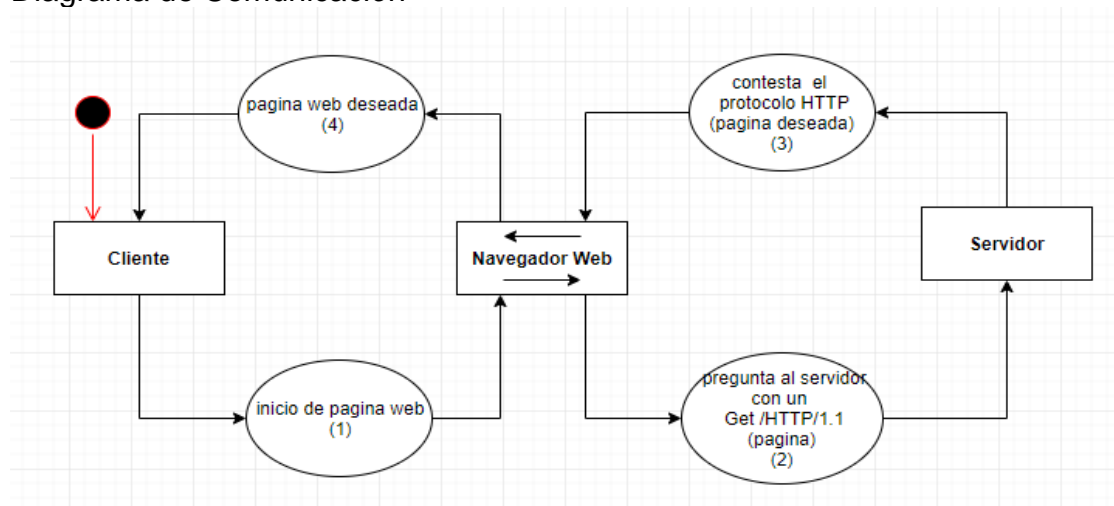 Diagrama de Comunicación
pagina web deseada
(4)
contesta el
protocolo HTTP
(pagina deseada)
(3)
Cliente
Navegador Web
Servidor
inicio de pagina web
(1)
pregunta al servidor
con un
Get /HTTP/1.1
(pagina)
(2)